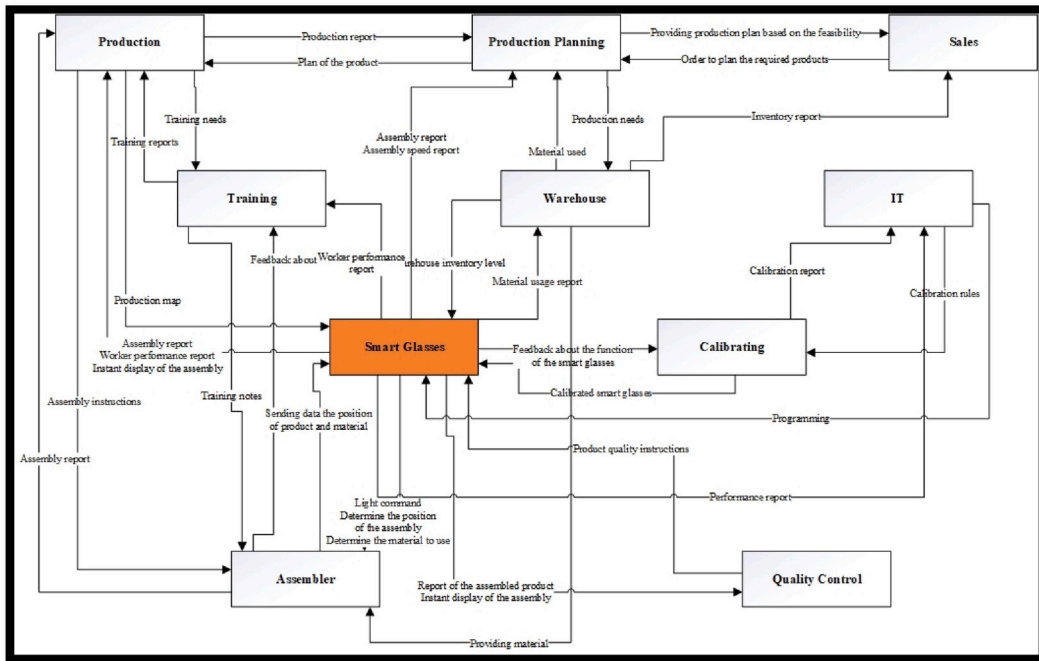 Production
Production report
Production Planning
Providing production plan based on the feasibility
Sales
Plan of the product
Order to plan the required products
Training needs
Training reports
Assembly report
Assembly speed report
Production needs
Material used
Inventory report
Training
Warehouse
IT
Feedback about
Worker performance
report
rehouse inventory level
Material usage report
Calibration report
Calibration rules
Production map
Smart Glasses
Calibrating
Feedback about the function
of the smart glasses
Assembly report
Worker performance report
Instant display of the assembly
Assembly instructions
Training notes
Sending data the position
of product and material
Calibrated smart glasses
Programming
Assembly report
Product quality instructions
Light command
Determine the position
of the assembly
Determine the material to use
Performance report
Assembler
Report of the assembled product
Instant display of the assembly
Quality Control
Providing material